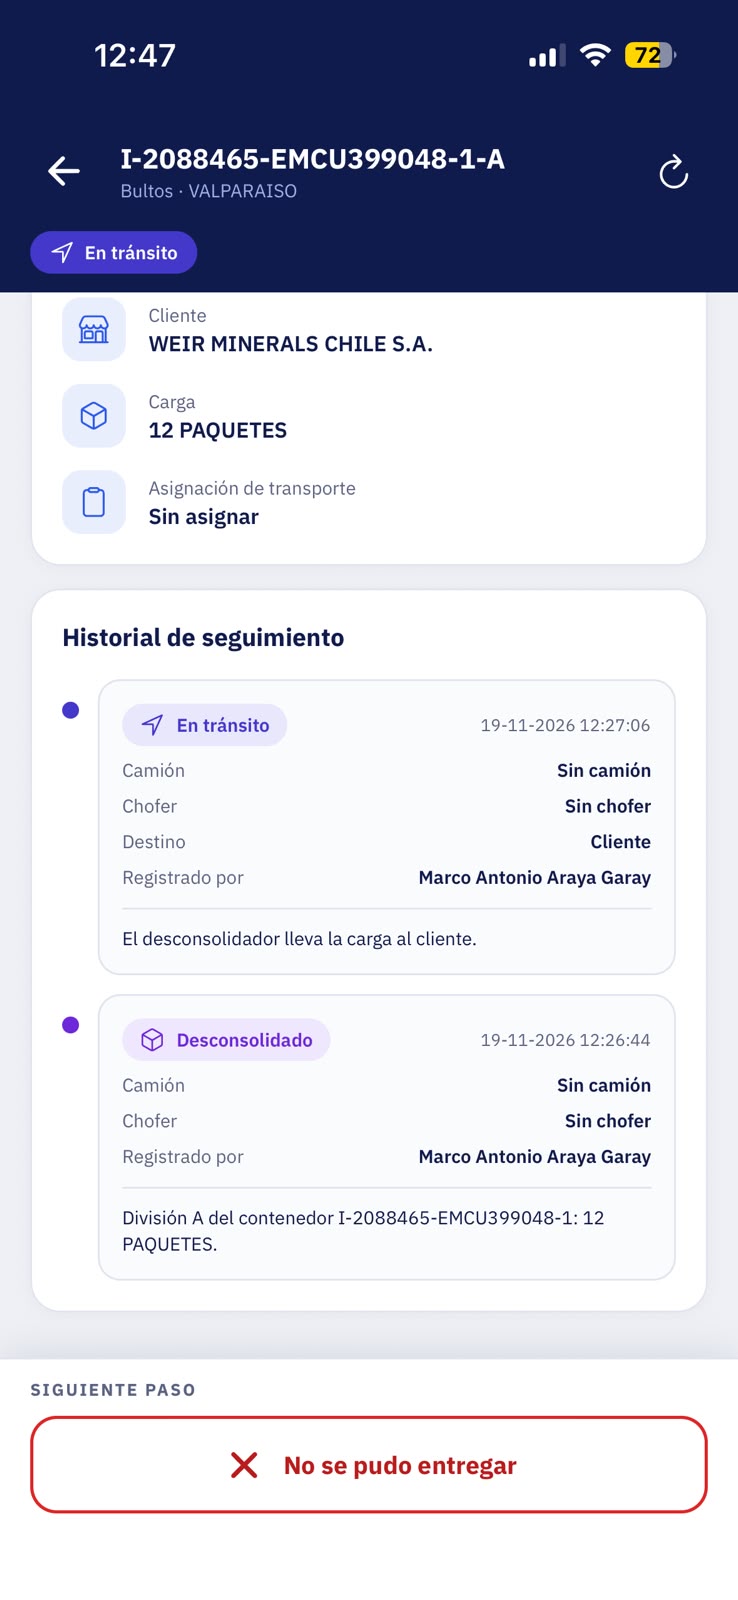 12:47
72
I-2088465-EMCU399048-1-A
Bultos · VALPARAISO
En tránsito
Cliente
WEIR MINERALS CHILE S.A.
Carga
12 PAQUETES
Asignación de transporte
Sin asignar
Historial de seguimiento
En tránsito 19-11-2026 12:27:06
Camión Sin camión
Chofer Sin chofer
Destino Cliente
Registrado por Marco Antonio Araya Garay
El desconsolidador lleva la carga al cliente.
Desconsolidado 19-11-2026 12:26:44
Camión Sin camión
Chofer Sin chofer
Registrado por Marco Antonio Araya Garay
División A del contenedor I-2088465-EMCU399048-1: 12
PAQUETES.
SIGUIENTE PASO
No se pudo entregar